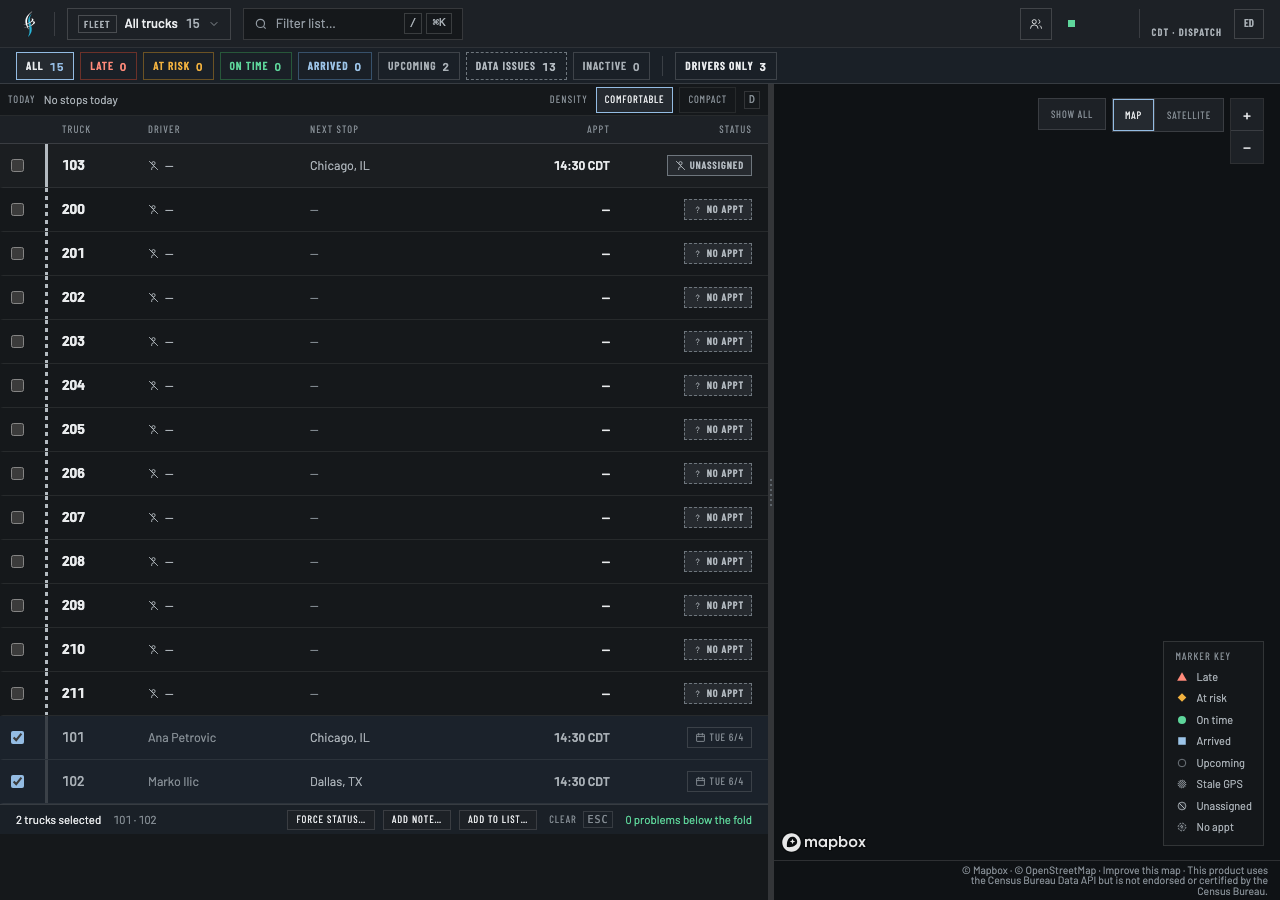 FLEET All trucks 15 Filter list... / ⌘K CDT · DISPATCH ED
ALL 15 LATE 0 AT RISK 0 ON TIME 0 ARRIVED 0 UPCOMING 2 DATA ISSUES 13 INACTIVE 0 DRIVERS ONLY 3
TODAY No stops today DENSITY COMFORTABLE COMPACT D
SHOW ALL MAP SATELLITE +
−
TRUCK DRIVER NEXT STOP APPT STATUS
103 — Chicago, IL 14:30 CDT UNASSIGNED
200 — — — ? NO APPT
201 — — — ? NO APPT
202 — — — ? NO APPT
203 — — — ? NO APPT
204 — — — ? NO APPT
205 — — — ? NO APPT
206 — — — ? NO APPT
207 — — — ? NO APPT
208 — — — ? NO APPT
209 — — — ? NO APPT
210 — — — ? NO APPT
211 — — — ? NO APPT
101 Ana Petrovic Chicago, IL 14:30 CDT TUE 6/4
102 Marko Ilic Dallas, TX 14:30 CDT TUE 6/4
2 trucks selected 101 · 102 FORCE STATUS... ADD NOTE... ADD TO LIST... CLEAR ESC 0 problems below the fold
MARKER KEY
Late
At risk
On time
Arrived
Upcoming
Stale GPS
Unassigned
No appt
mapbox
© Mapbox · © OpenStreetMap · Improve this map · This product uses
the Census Bureau Data API but is not endorsed or certified by the
Census Bureau.